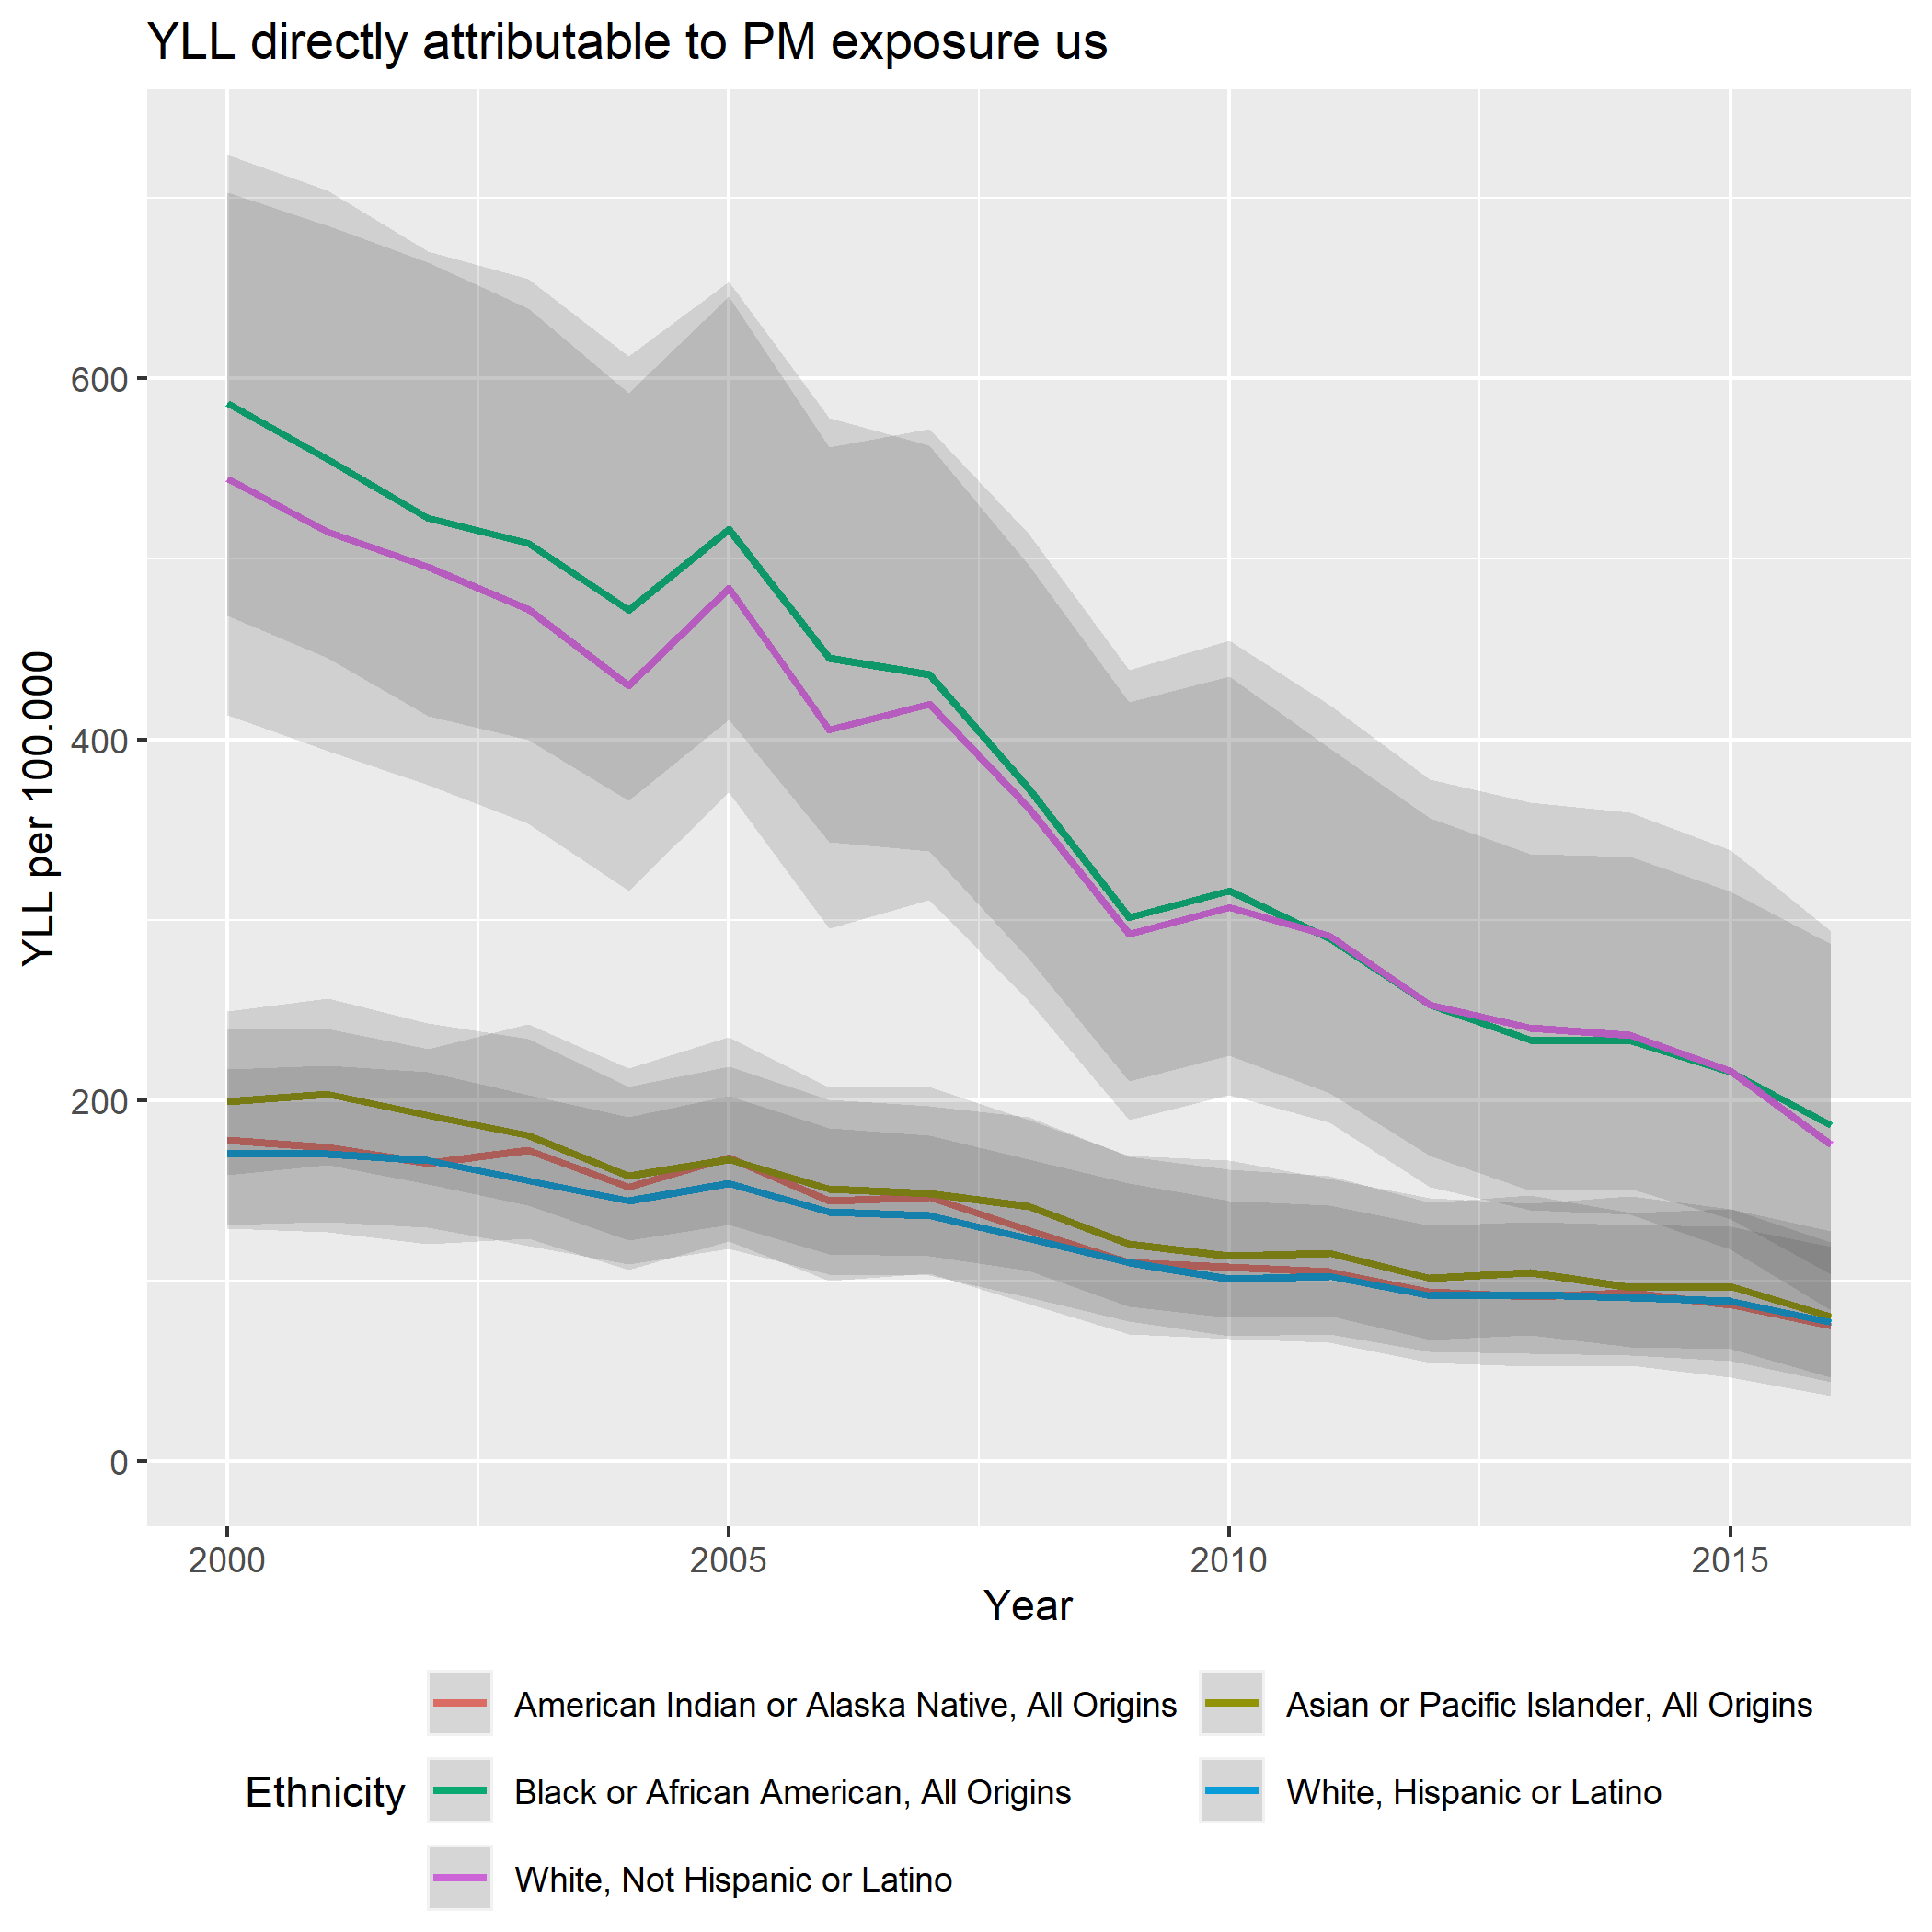 YLL directly attributable to PM exposure us
YLL per 100.000
600
400
200
0
2000
2005
2010
2015
Year
Ethnicity
American Indian or Alaska Native, All Origins
Asian or Pacific Islander, All Origins
Black or African American, All Origins
White, Hispanic or Latino
White, Not Hispanic or Latino